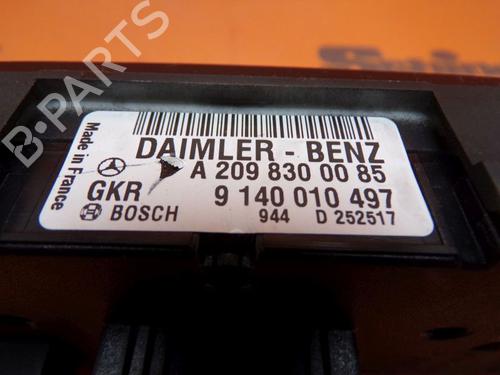 B-PARTS
Made in France
DAIMLER - BENZ
A 209 830 00 85
GKR 9 140 010 497
BOSCH 944 D 252517